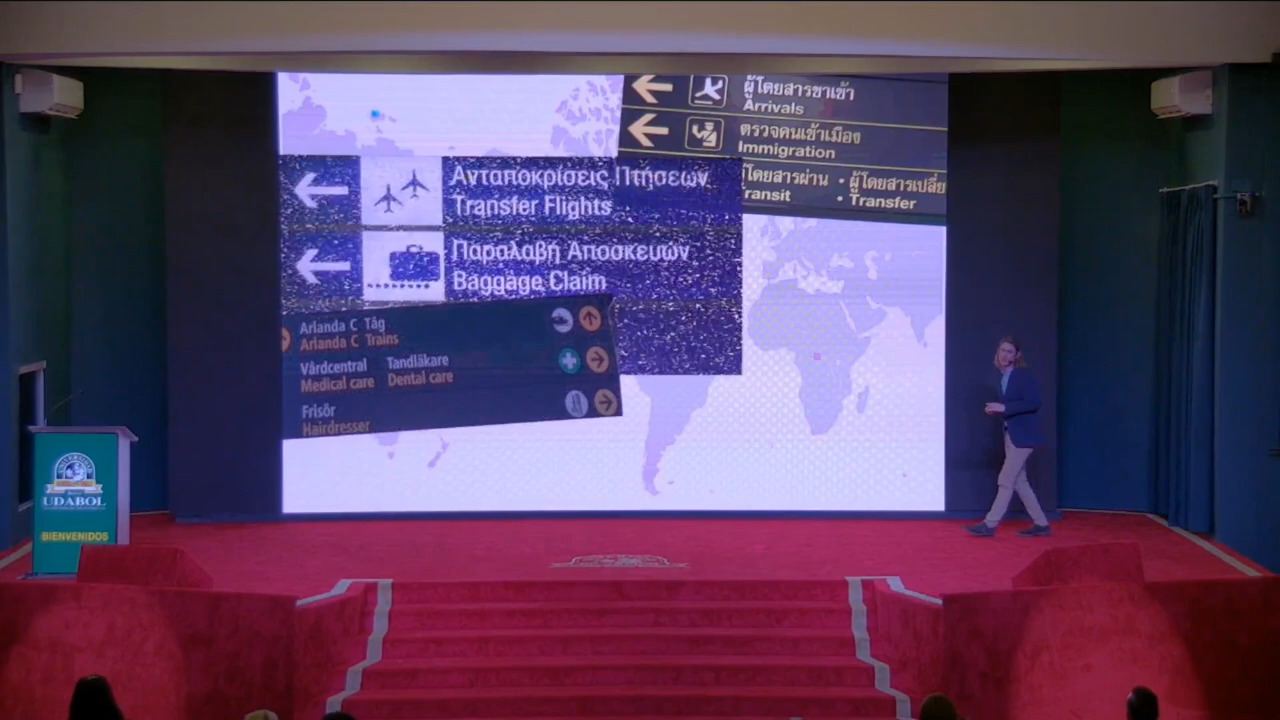 ผู้โดยสารขาเข้า
Arrivals
ตรวจคนเข้าเมือง
Immigration
ผู้โดยสารผ่าน • ผู้โดยสารเปลี่ย
ransit • Transfer
Ανταποκρίσεις Πτήσεων
Transfer Flights
Παραλαβή Αποσκευών
Baggage Claim
Arlanda C Tåg
Arlanda C Trains
Vårdcentral Tandläkare
Medical care Dental care
Frisör
Hairdresser
UDABOL
BIENVENIDOS